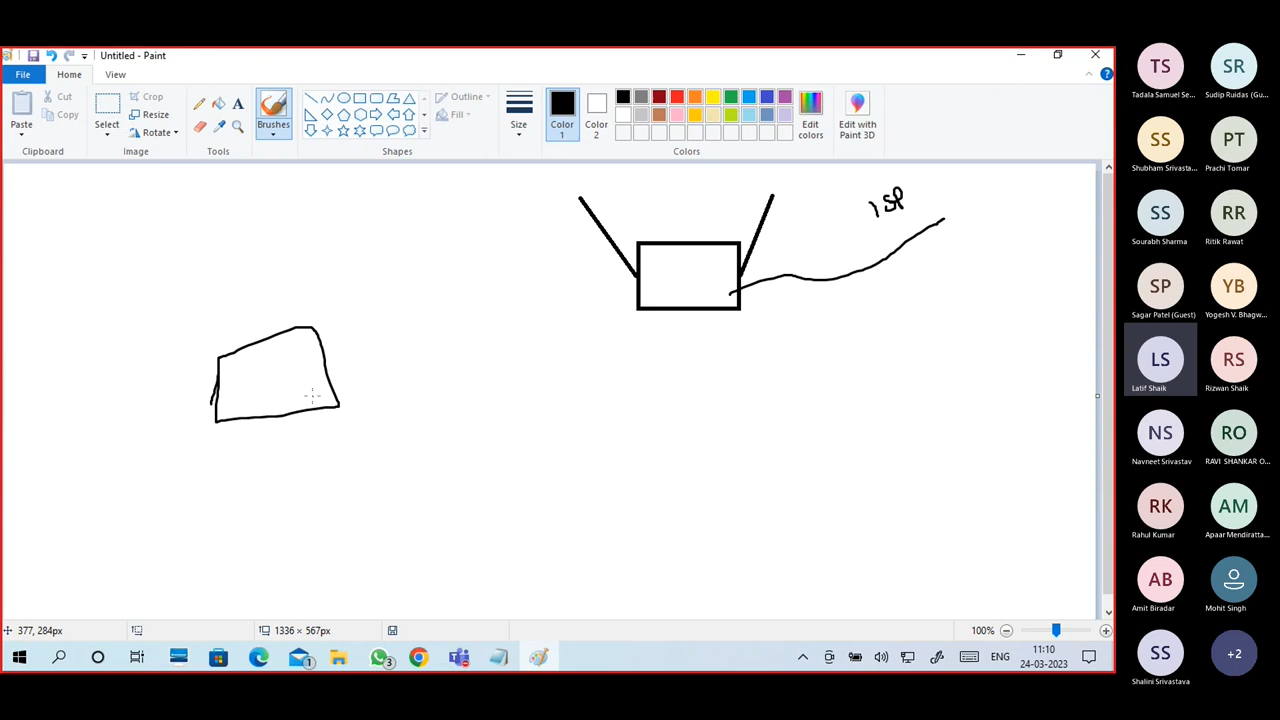 Untitled - Paint
File
Home
View
Paste
Cut
Copy
Clipboard
Select
Crop
Resize
Rotate
Image
A
Tools
Brushes
Shapes
Outline
Fill
Size
Color 1
Color 2
Edit colors
Colors
Edit with Paint 3D
ISP
377, 284px
1336 × 567px
100%
1
3
ENG
11:10
24-03-2023
TS
Tadala Samuel Se...
SR
Sudip Ruidas (Gu...
SS
Shubham Srivasta...
PT
Prachi Tomar
SS
Sourabh Sharma
RR
Ritik Rawat
SP
Sagar Patel (Guest)
YB
Yogesh V. Bhagw...
LS
Latif Shaik
RS
Rizwan Shaik
NS
Navneet Srivastav
RO
RAVI SHANKAR O...
RK
Rahul Kumar
AM
Apaar Mendiratta...
AB
Amit Biradar
Mohit Singh
SS
Shalini Srivastava
+2